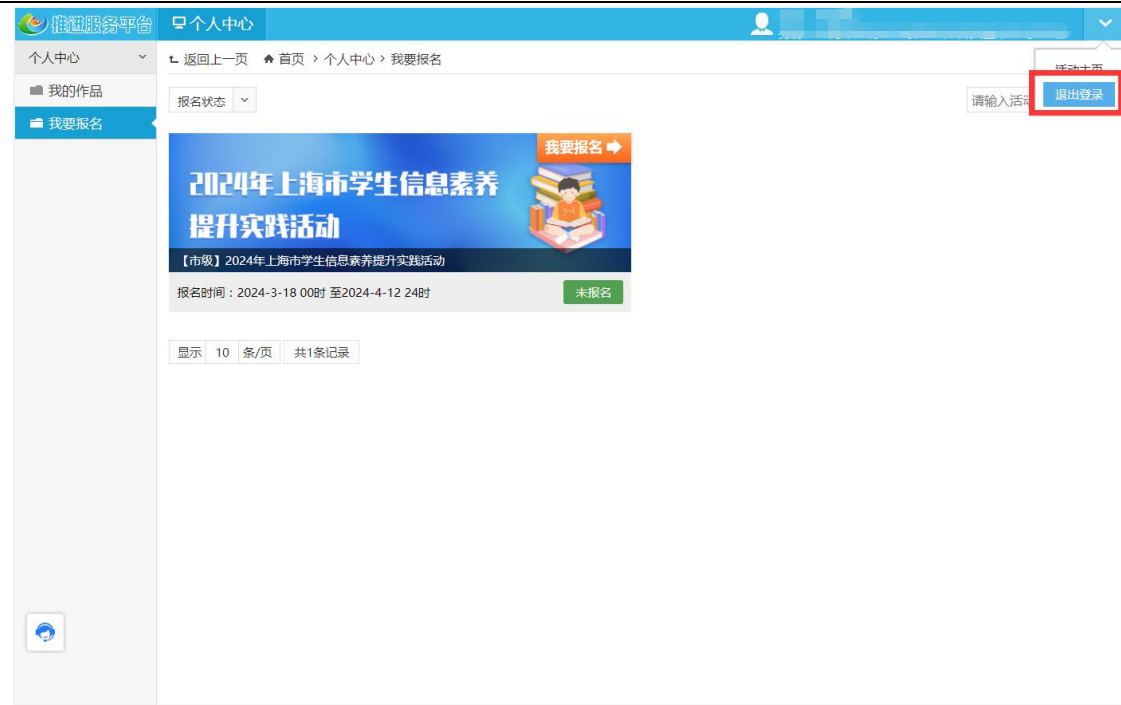 推进服务平台 个人中心
个人中心
返回上一页 首页 > 个人中心 > 我要报名
活动主页
我的作品
报名状态
请输入活动
退出登录
我要报名
我要报名
2024年上海市学生信息素养
提升实践活动
【市级】2024年上海市学生信息素养提升实践活动
报名时间：2024-3-18 00时 至2024-4-12 24时
未报名
显示 10 条/页 共1条记录